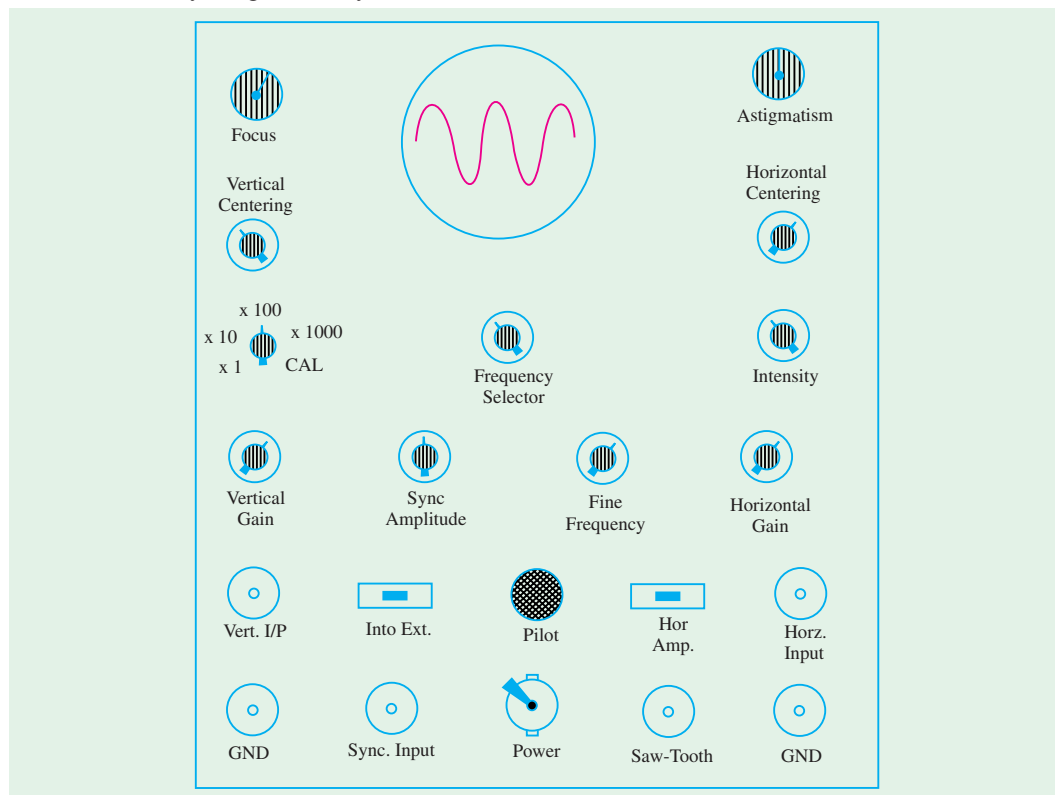 Focus
Astigmatism
Vertical
Centering
Horizontal
Centering
x 100
x 10
x 1000
x 1
CAL
Frequency
Selector
Intensity
Vertical
Gain
Sync
Amplitude
Fine
Frequency
Horizontal
Gain
Vert. I/P
Into Ext.
Pilot
Hor
Amp.
Horz.
Input
GND
Sync. Input
Power
Saw-Tooth
GND